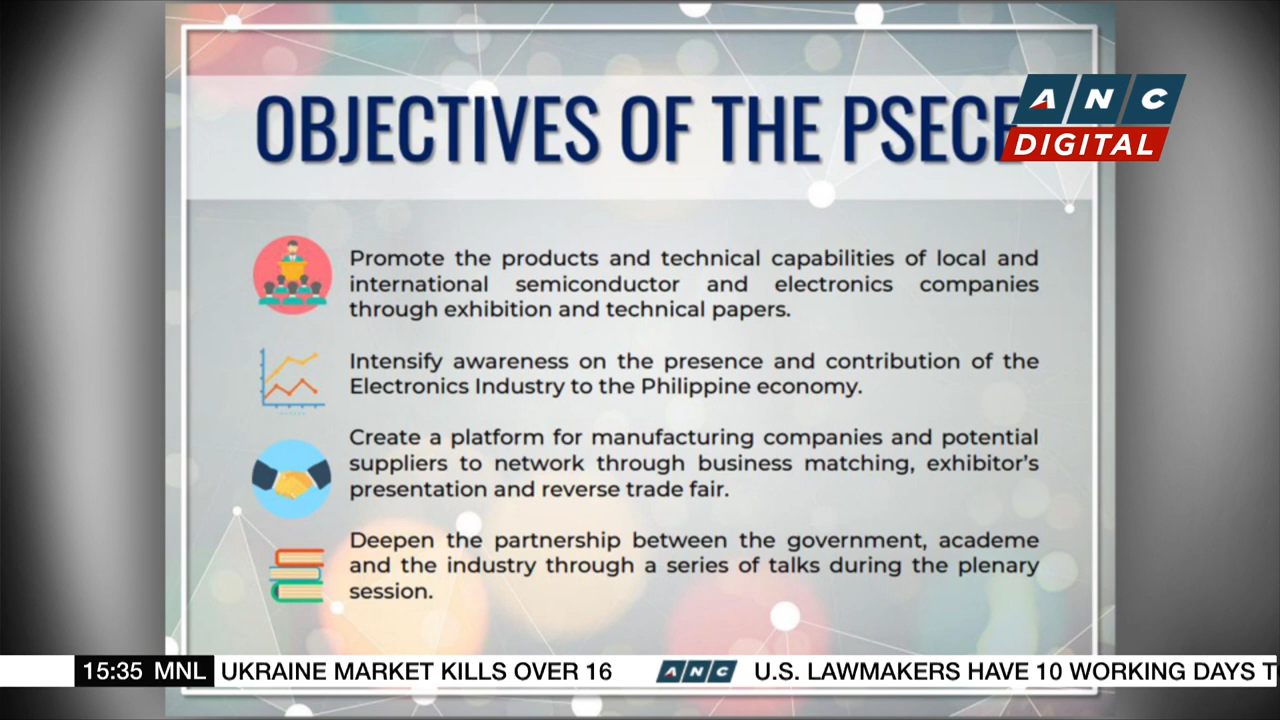 OBJECTIVES OF THE PSECE
ANC
DIGITAL
Promote the products and technical capabilities of local and
international semiconductor and electronics companies
through exhibition and technical papers.
Intensify awareness on the presence and contribution of the
Electronics Industry to the Philippine economy.
Create a platform for manufacturing companies and potential
suppliers to network through business matching, exhibitor's
presentation and reverse trade fair.
Deepen the partnership between the government, academe
and the industry through a series of talks during the plenary
session.
15:35 MNL UKRAINE MARKET KILLS OVER 16 ANC U.S. LAWMAKERS HAVE 10 WORKING DAYS T